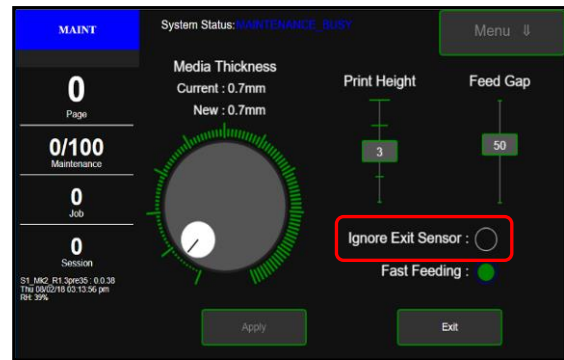 MAINT
System Status: MAINTENANCE_BUSY
Menu ⇓
0
Page
0/100
Maintenance
0
Job
0
Session
S1_Mk2_R1.3pre35 : 0.0.38
Thu 08/02/18 03:13:56 pm
RH: 39%
Media Thickness
Current : 0.7mm
New : 0.7mm
Print Height
3
Feed Gap
50
Ignore Exit Sensor :
Fast Feeding :
Apply
Exit